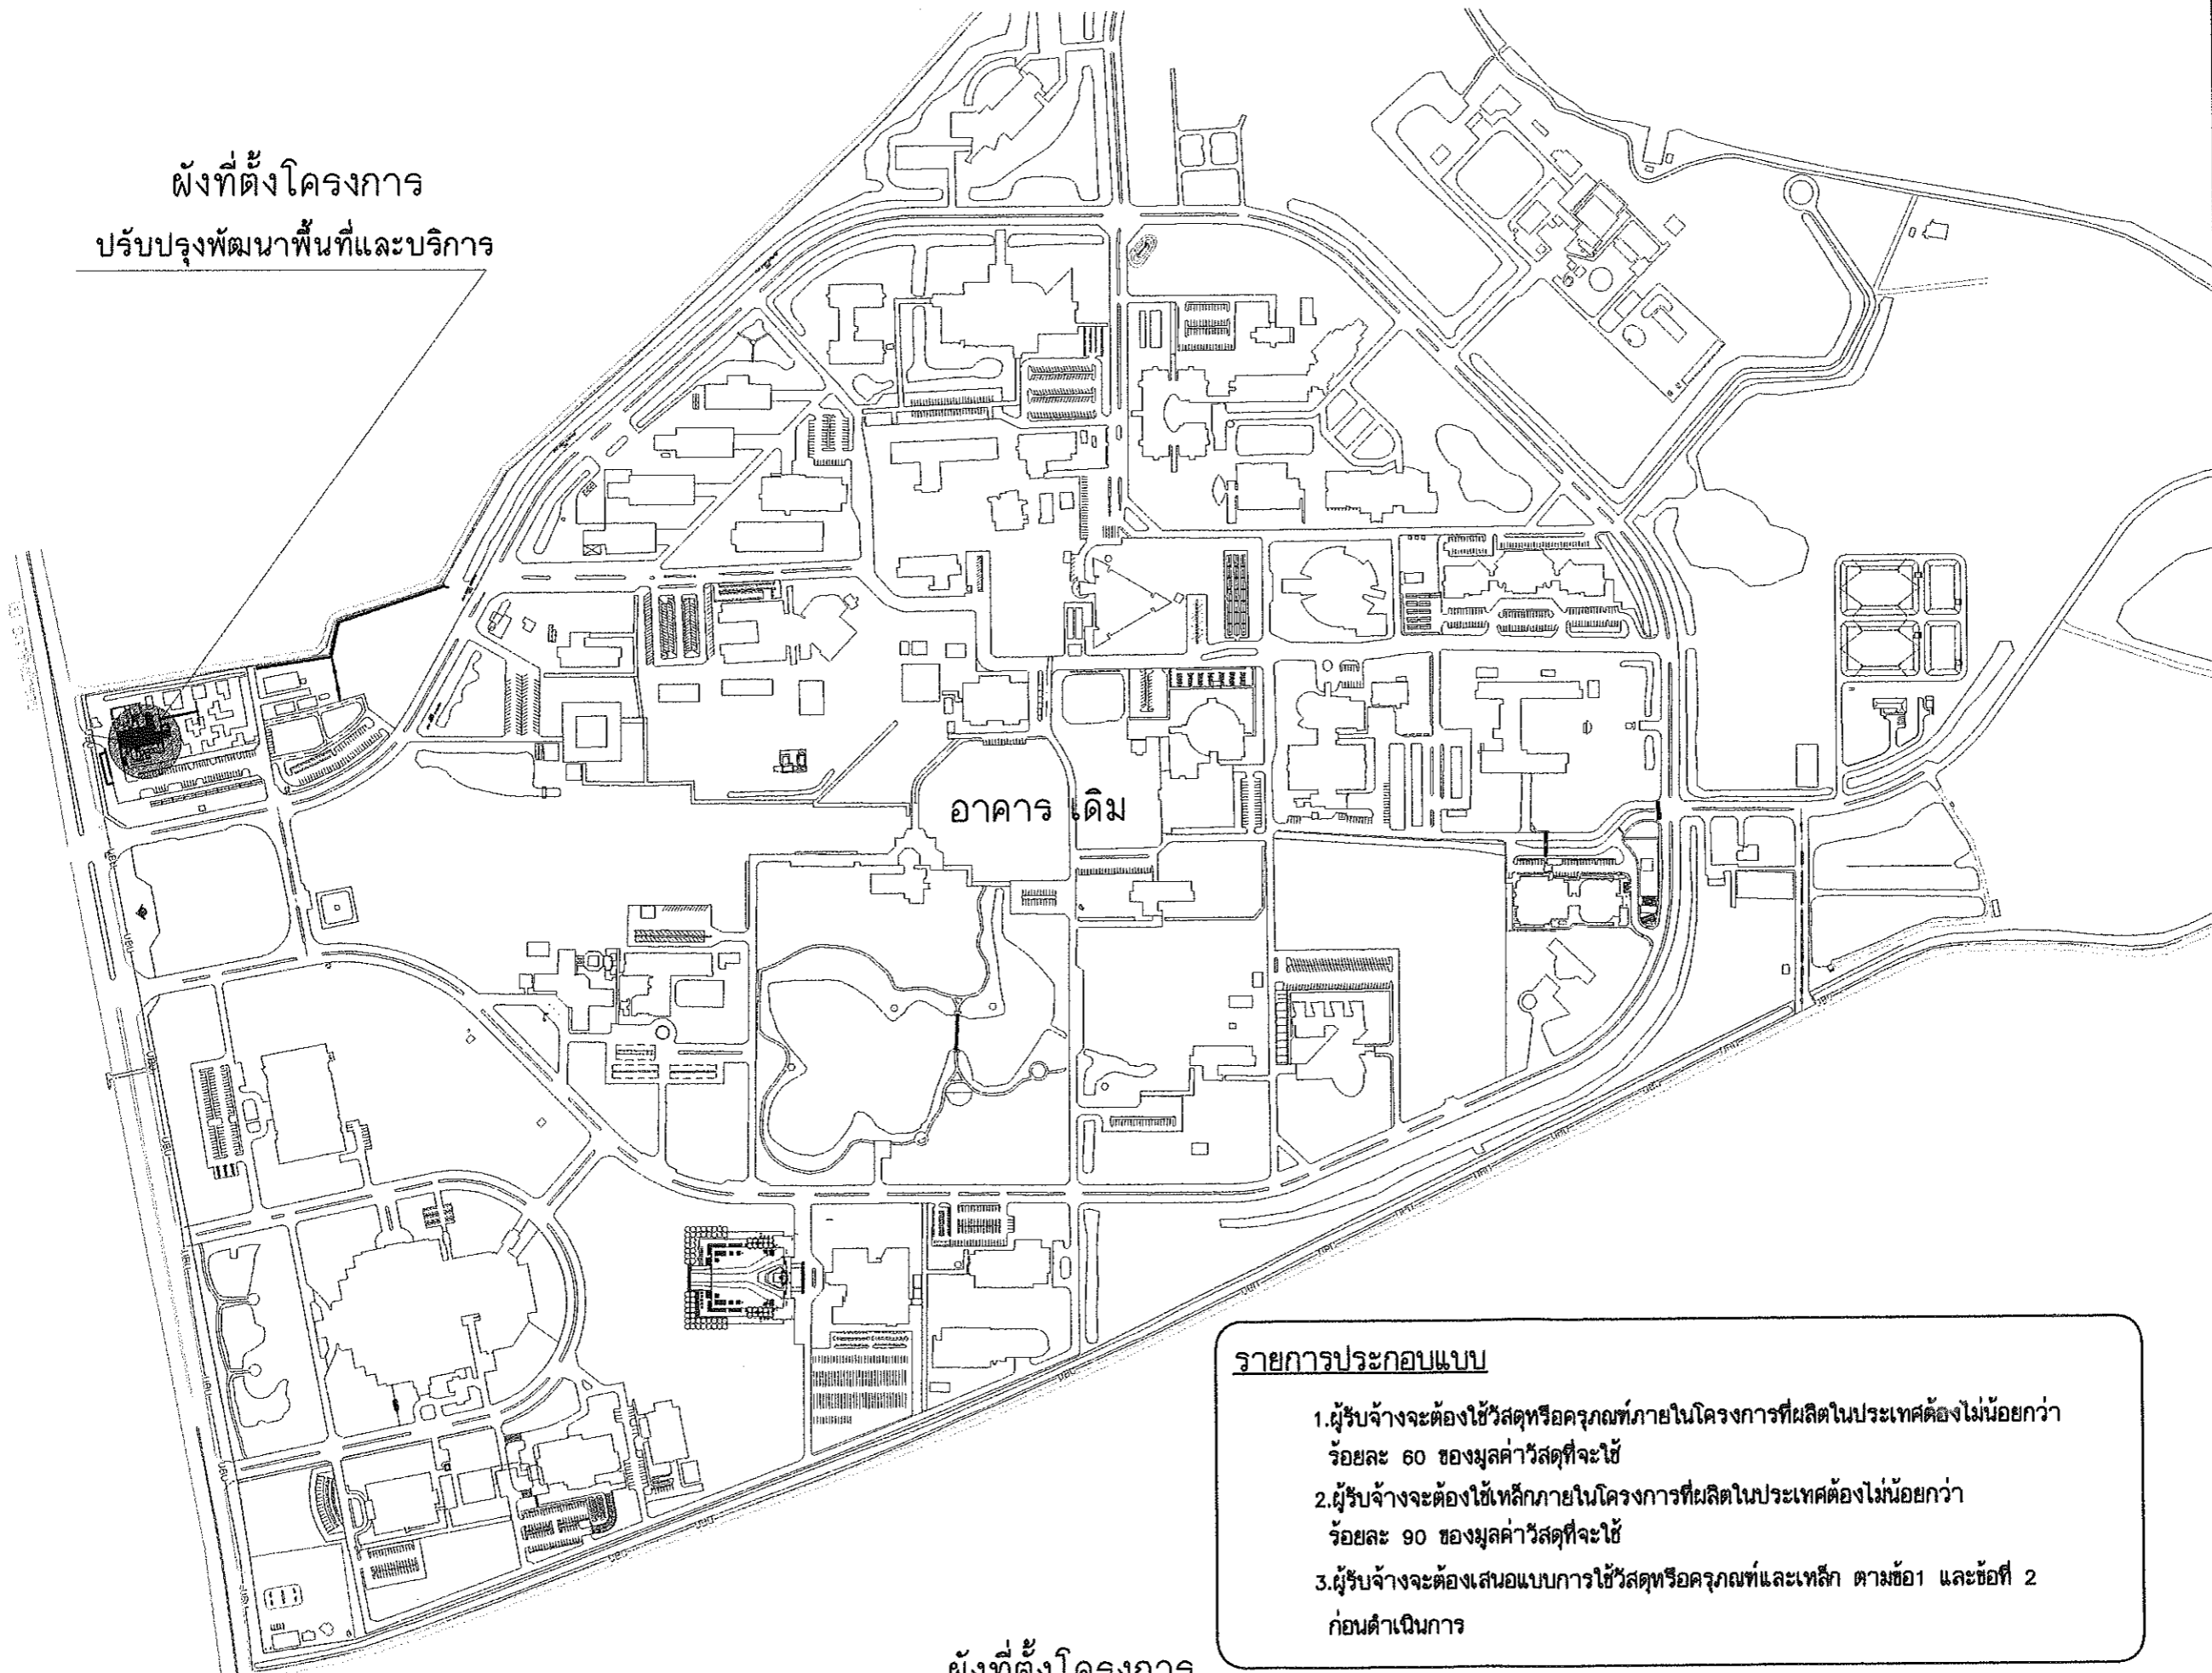 ผังที่ตั้งโครงการ
ปรับปรุงพัฒนาพื้นที่และบริการ
อาคาร เดิม
รายการประกอบแบบ
1.ผู้รับจ้างจะต้องใช้วัสดุหรือครุภณฑ์ภายในโครงการที่ผลิตในประเทศต้องไม่น้อยกว่า
ร้อยละ 60 ของมูลค่าวัสดุที่จะใช้
2.ผู้รับจ้างจะต้องใช้เหล็กภายในโครงการที่ผลิตในประเทศต้องไม่น้อยกว่า
ร้อยละ 90 ของมูลค่าวัสดุที่จะใช้
3.ผู้รับจ้างจะต้องเสนอแบบการใช้วัสดุหรือครุภณฑ์และเหล็ก ตามข้อ1 และข้อที่ 2
ก่อนดำเนินการ
ผังที่ตั้งโครงการ